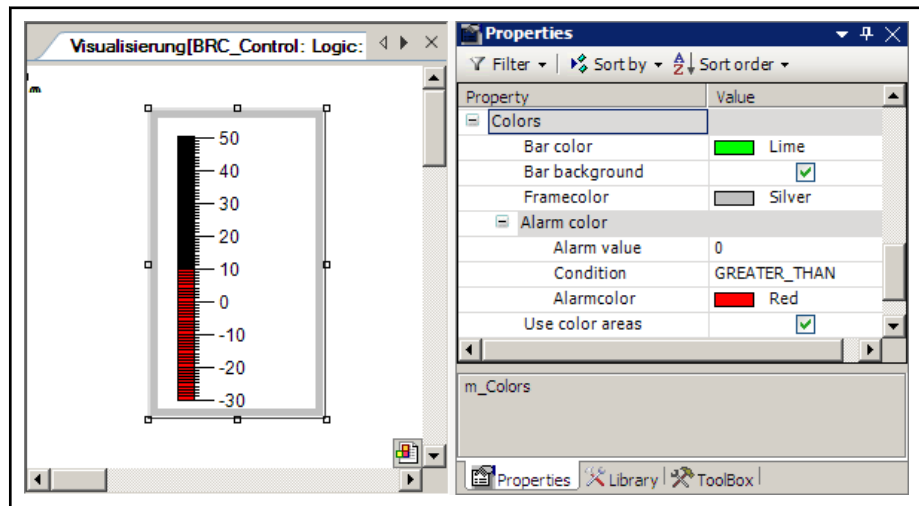 Visualisierung[BRC_Control: Logic:
50
40
30
20
10
0
-10
-20
-30
Properties
Filter Sort by A Z Sort order
Property Value
Colors
Bar color Lime
Bar background
Framecolor Silver
Alarm color
Alarm value 0
Condition GREATER_THAN
Alarmcolor Red
Use color areas
m_Colors
Properties Library ToolBox